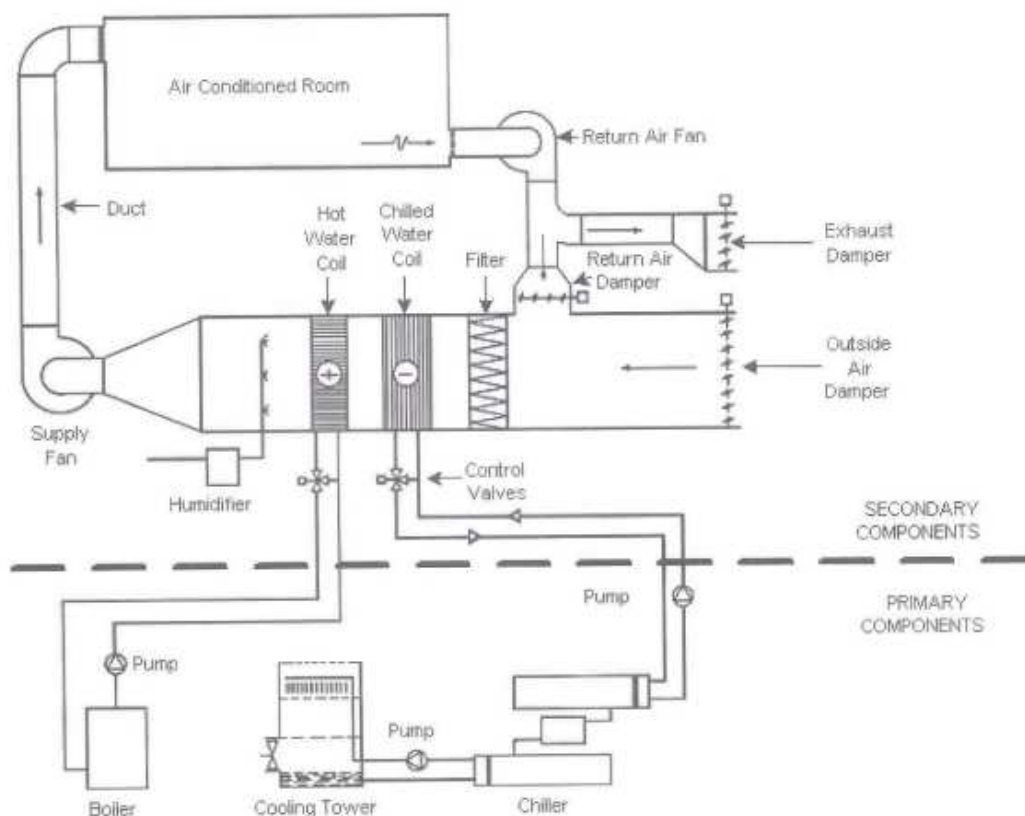 Air Conditioned Room
Return Air Fan
Duct
Hot
Water
Coil
Chilled
Water
Coil
Filter
Return Air
Damper
Exhaust
Damper
Outside
Air
Damper
+
−
Supply
Fan
Humidifier
Control
Valves
SECONDARY
COMPONENTS
Pump
PRIMARY
COMPONENTS
Pump
Pump
Boiler
Cooling Tower
Chiller